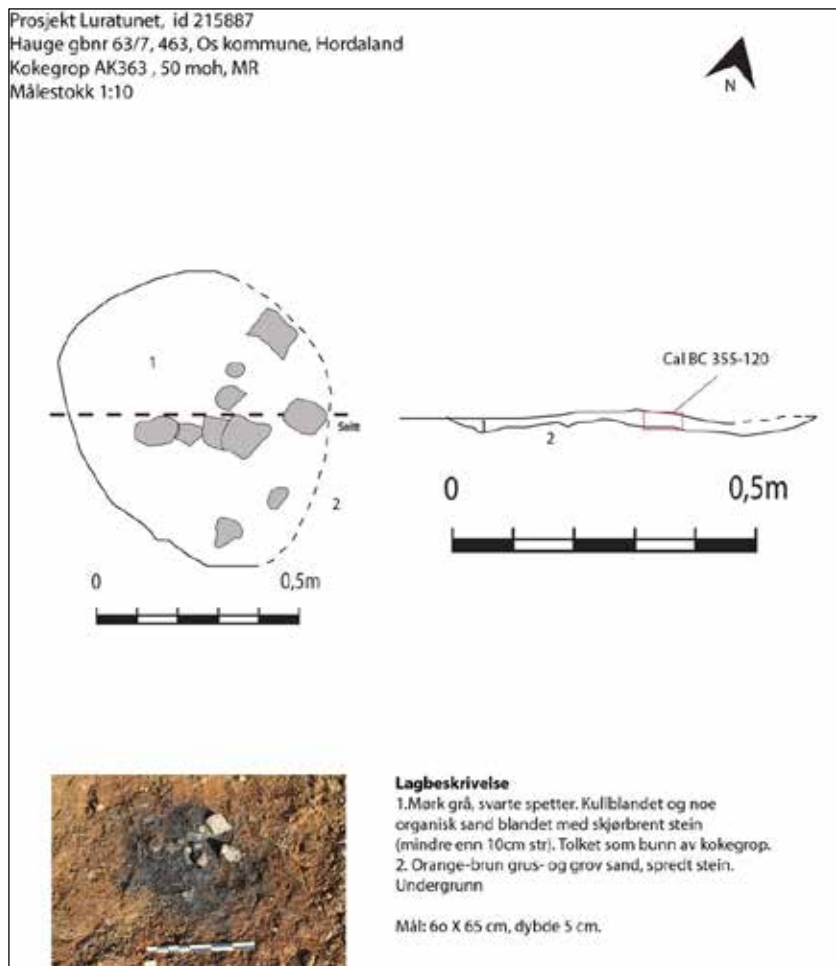 Prosjekt Luratunet, id 215887
Hauge gbnr 63/7, 463, Os kommune, Hordaland
Kokegrop AK363 , 50 moh, MR
Målestokk 1:10
N
1
Snitt
2
0 0,5m
Cal BC 355-120
1
2
0 0,5m
Lagbeskrivelse
1.Mørk grå, svarte spetter. Kullblandet og noe
organisk sand blandet med skjørbrent stein
(mindre enn 10cm str). Tolket som bunn av kokegrop.
2. Orange-brun grus- og grov sand, spredt stein.
Undergrunn
Mål: 60 X 65 cm, dybde 5 cm.